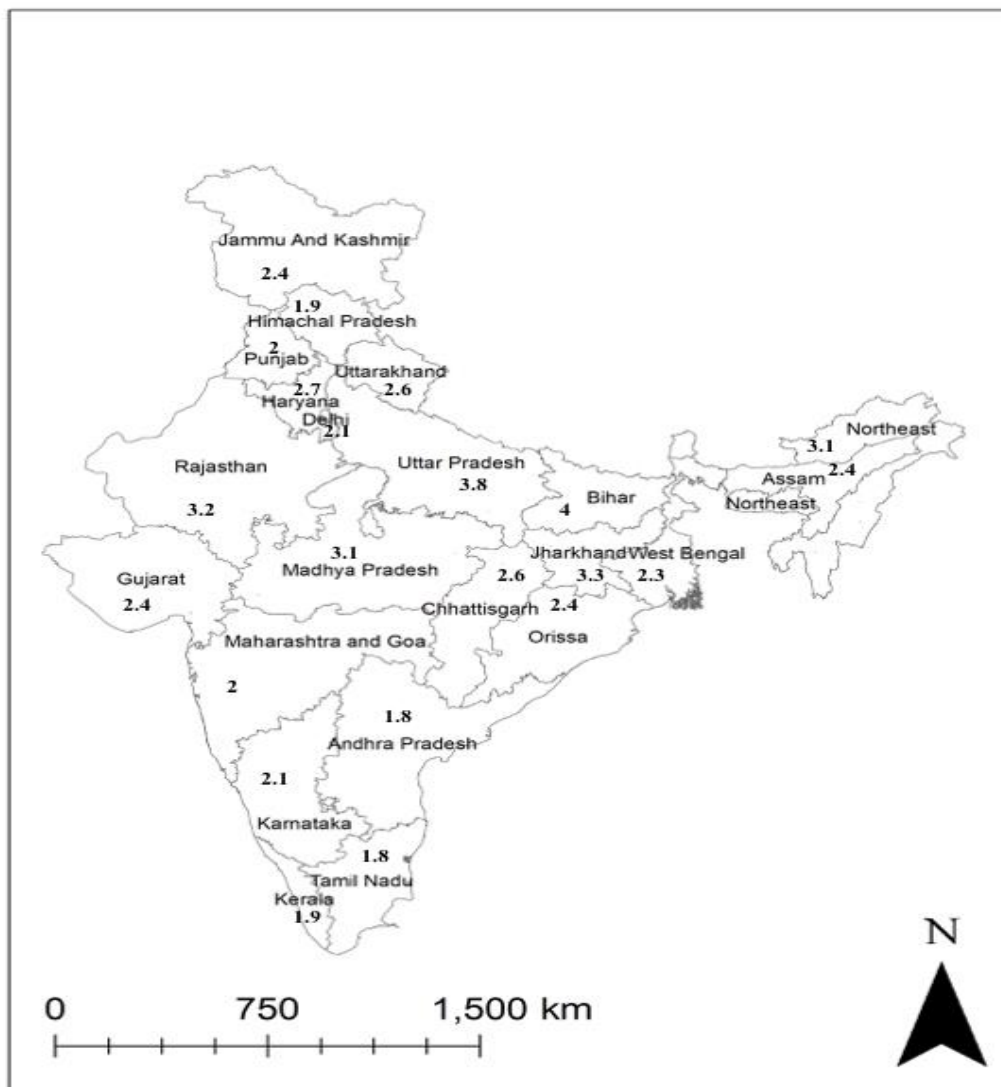 Jammu And Kashmir
2.4
1.9
Himachal Pradesh
2
Punjab
Uttarakhand
2.7
2.6
Haryana
Delhi
2.1
Northeast
3.1
Rajasthan
Uttar Pradesh
Assam
2.4
3.8
Bihar
Northeast
3.2
4
3.1
Jharkhand
West Bengal
Madhya Pradesh
Gujarat
2.6
3.3
2.3
2.4
Chhattisgarh
2.4
Orissa
Maharashtra and Goa
2
1.8
Andhra Pradesh
2.1
Karnataka
1.8
Tamil Nadu
Kerala
1.9
N
0 750 1,500 km